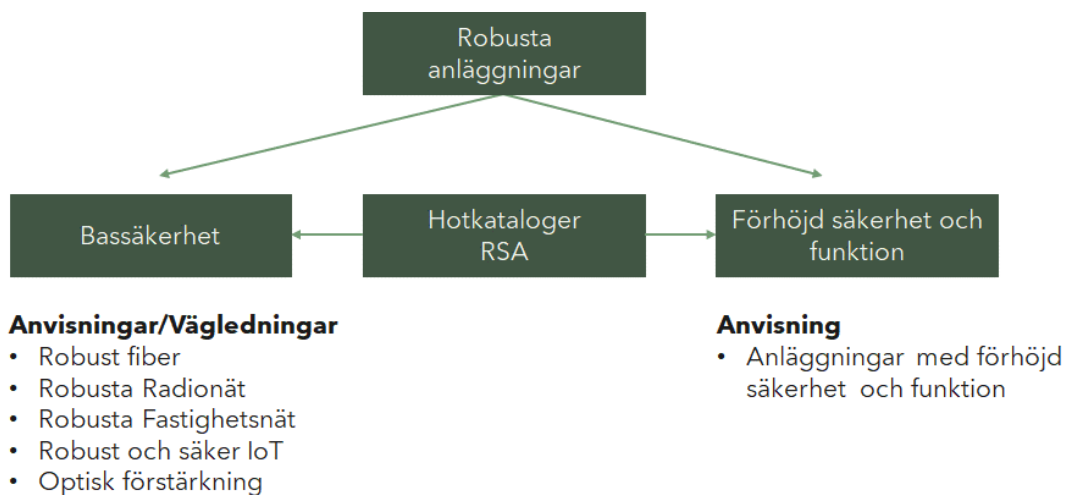 Robusta
anläggningar
Bassäkerhet
Hotkataloger
RSA
Förhöjd säkerhet och
funktion
Anvisningar/Vägledningar
• Robust fiber
• Robusta Radionät
• Robusta Fastighetsnät
• Robust och säker IoT
• Optisk förstärkning
Anvisning
• Anläggningar med förhöjd
säkerhet och funktion